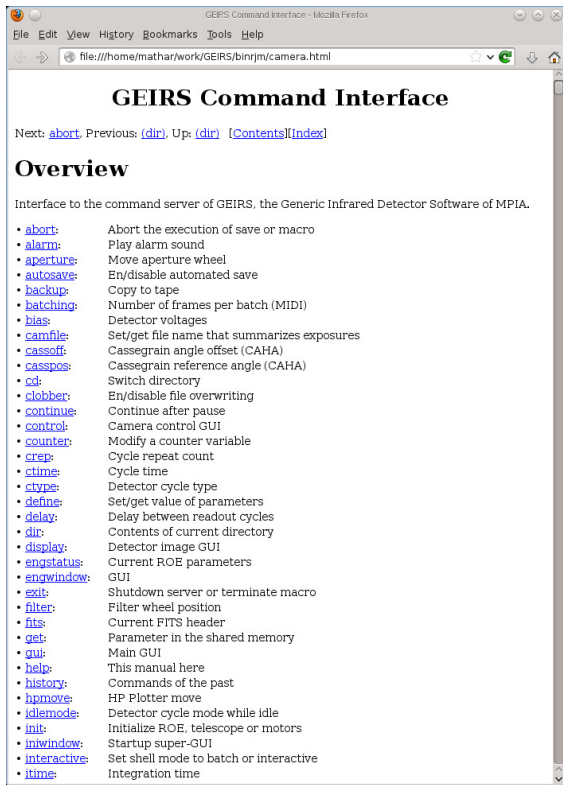 GEIRS Command Interface - Mozilla Firefox
File Edit View History Bookmarks Tools Help
file:///home/mathar/work/GEIRS/binrjm/camera.html
GEIRS Command Interface
Next: abort, Previous: (dir), Up: (dir) [Contents][Index]
Overview
Interface to the command server of GEIRS, the Generic Infrared Detector Software of MPIA.
• abort: Abort the execution of save or macro
• alarm: Play alarm sound
• aperture: Move aperture wheel
• autosave: En/disable automated save
• backup: Copy to tape
• batching: Number of frames per batch (MIDI)
• bias: Detector voltages
• camfile: Set/get file name that summarizes exposures
• cassoff: Cassegrain angle offset (CAHA)
• casspos: Cassegrain reference angle (CAHA)
• cd: Switch directory
• clobber: En/disable file overwriting
• continue: Continue after pause
• control: Camera control GUI
• counter: Modify a counter variable
• crep: Cycle repeat count
• ctime: Cycle time
• ctype: Detector cycle type
• define: Set/get value of parameters
• delay: Delay between readout cycles
• dir: Contents of current directory
• display: Detector image GUI
• engstatus: Current ROE parameters
• engwindow: GUI
• exit: Shutdown server or terminate macro
• filter: Filter wheel position
• fits: Current FITS header
• get: Parameter in the shared memory
• gui: Main GUI
• help: This manual here
• history: Commands of the past
• hpmove: HP Plotter move
• idlemode: Detector cycle mode while idle
• init: Initialize ROE, telescope or motors
• iniwindow: Startup super-GUI
• interactive: Set shell mode to batch or interactive
• itime: Integration time